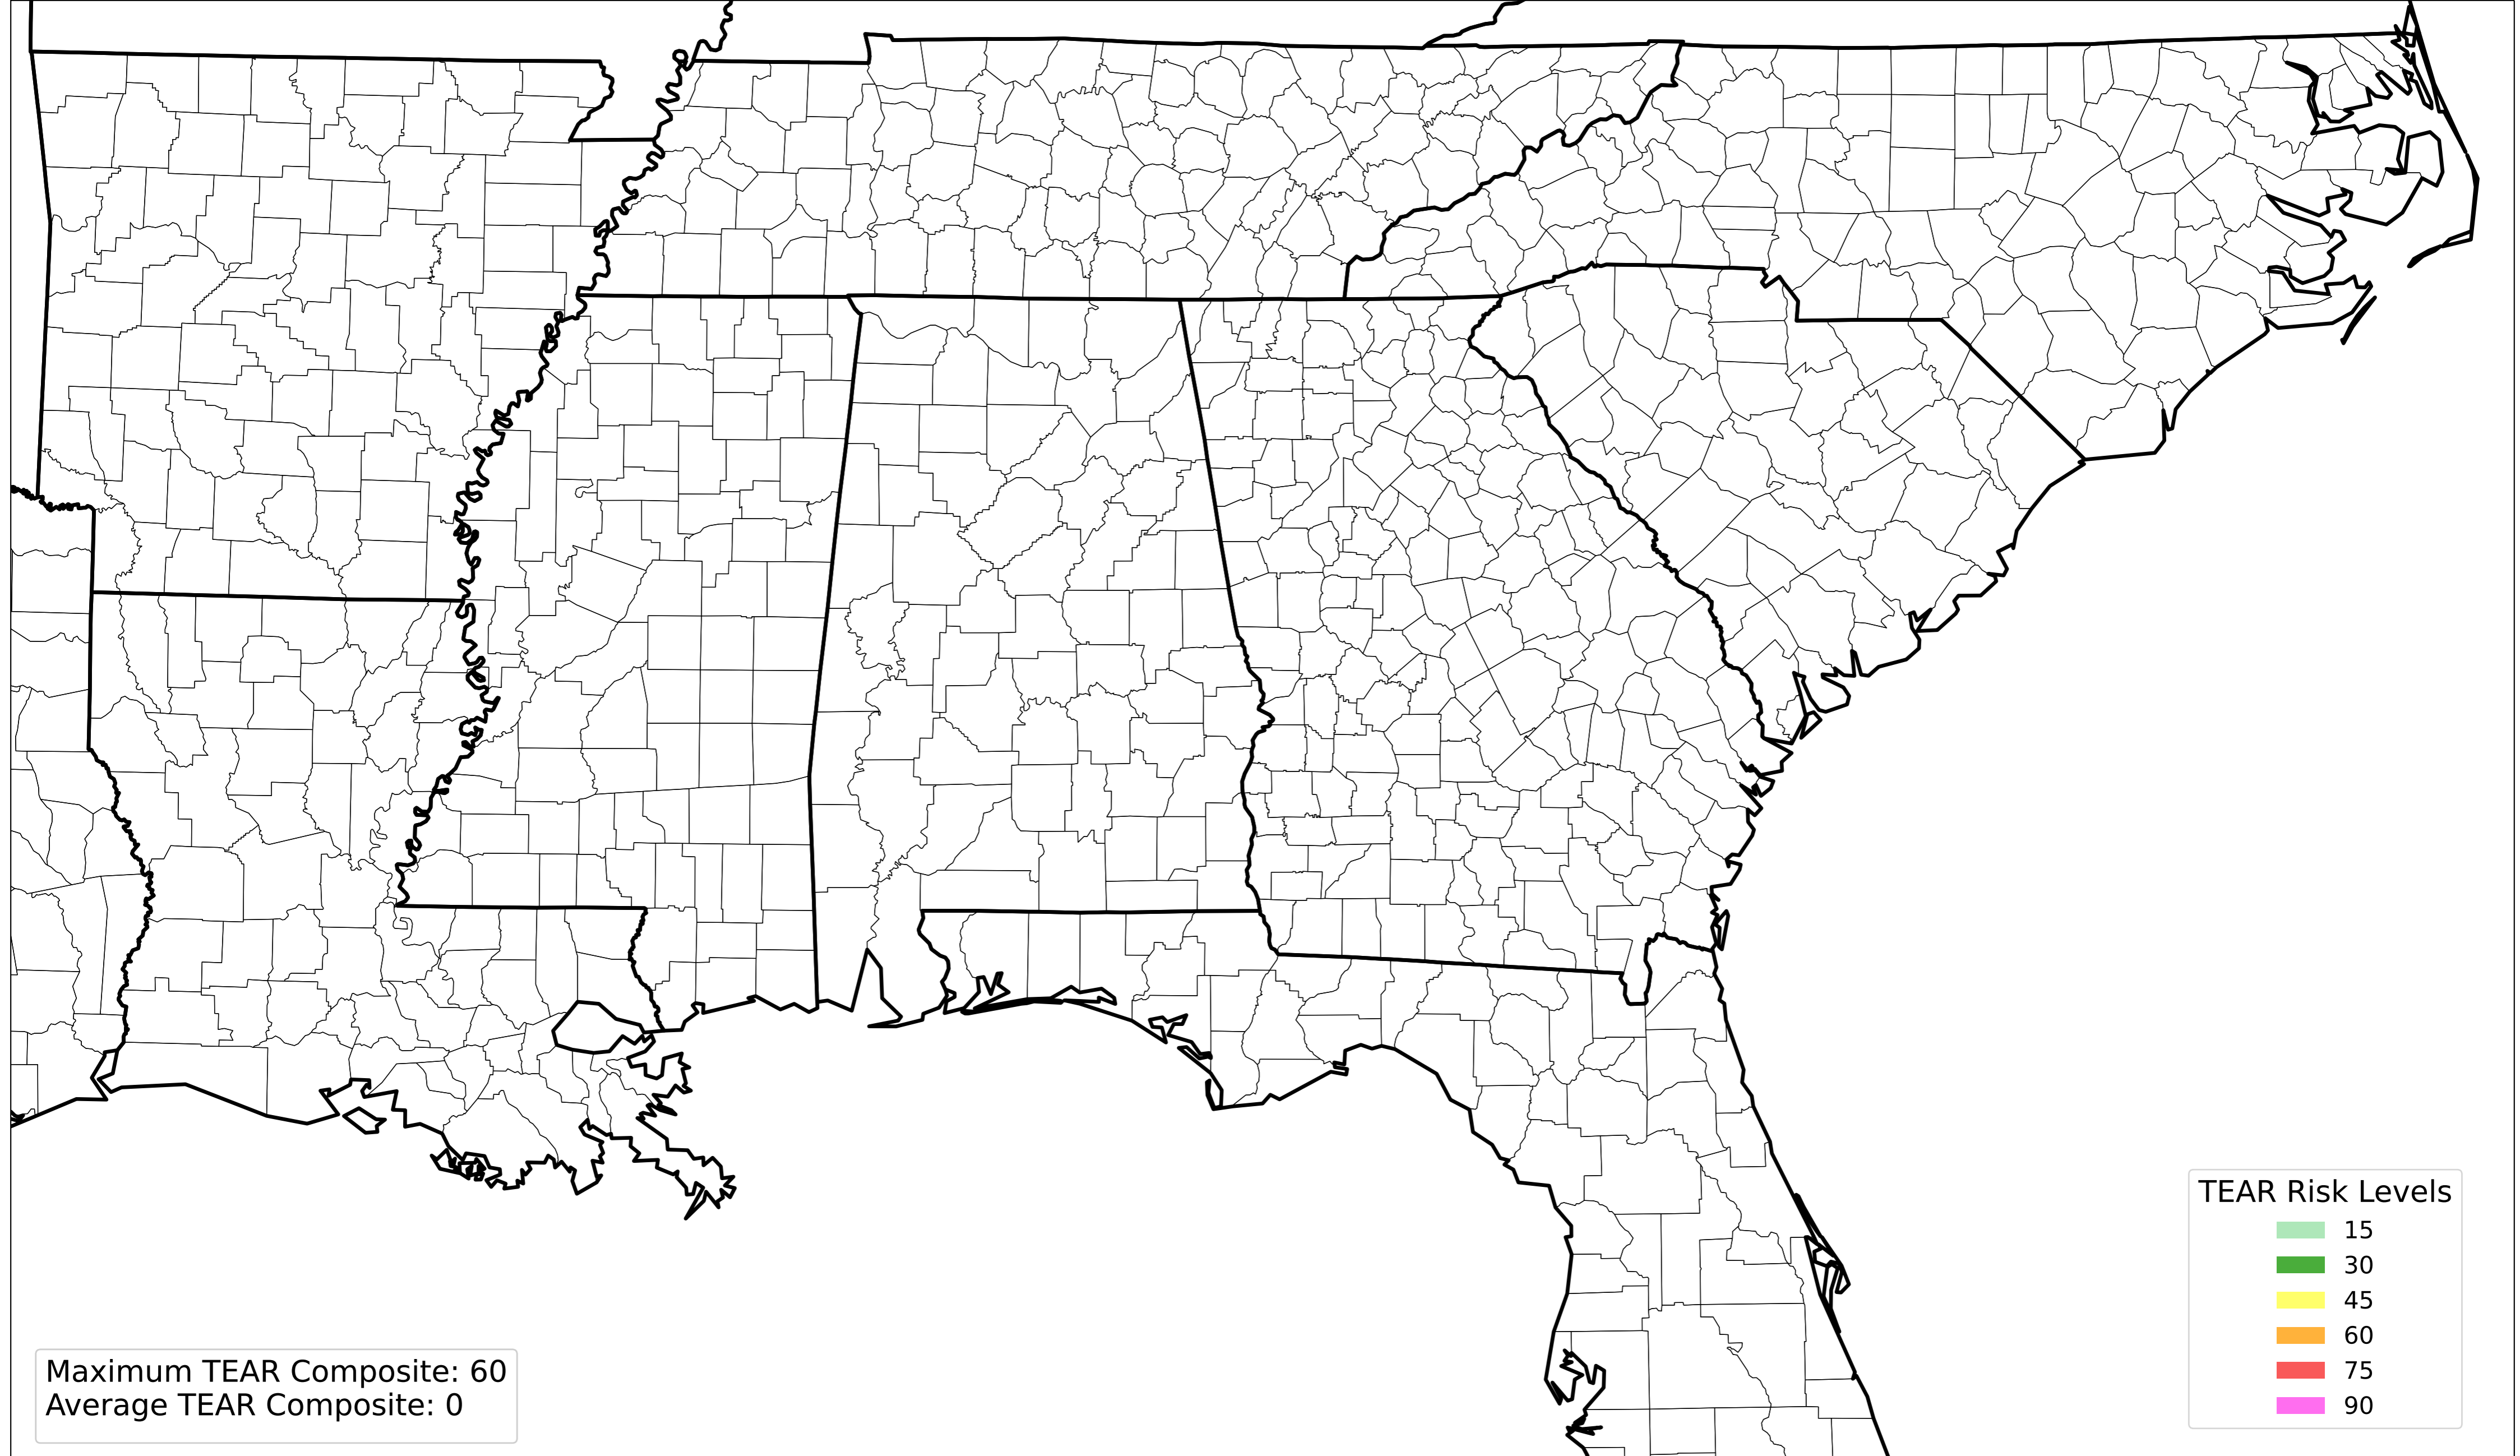 TEAR Risk Levels
15
30
45
60
75
90
Maximum TEAR Composite: 60
Average TEAR Composite: 0